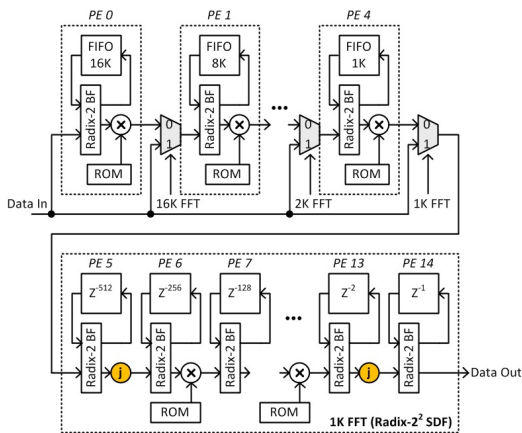 PE 0
PE 1
PE 4
FIFO
16K
FIFO
8K
FIFO
1K
Radix-2 BF
×
ROM
0
1
Radix-2 BF
×
ROM
...
0
1
Radix-2 BF
×
ROM
0
1
Data In
16K FFT
2K FFT
1K FFT
PE 5
PE 6
PE 7
PE 13
PE 14
Z⁻⁵¹²
Z⁻²⁵⁶
Z⁻¹²⁸
...
Z⁻²
Z⁻¹
Radix-2 BF
j
Radix-2 BF
×
ROM
Radix-2 BF
×
ROM
Radix-2 BF
j
Radix-2 BF
Data Out
1K FFT (Radix-2² SDF)